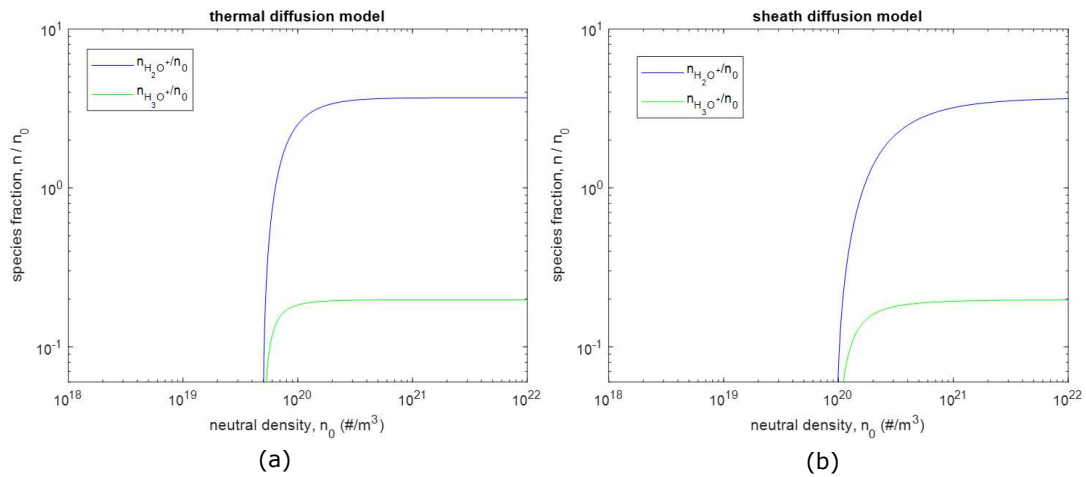 thermal diffusion model
n_{H_2O^+}/n_0
n_{H_3O^+}/n_0
species fraction, n / n_0
10^1
10^0
10^{-1}
10^{18}
10^{19}
10^{20}
10^{21}
10^{22}
neutral density, n_0 (#/m^3)
(a)
sheath diffusion model
n_{H_2O^+}/n_0
n_{H_3O^+}/n_0
species fraction, n / n_0
10^1
10^0
10^{-1}
10^{18}
10^{19}
10^{20}
10^{21}
10^{22}
neutral density, n_0 (#/m^3)
(b)